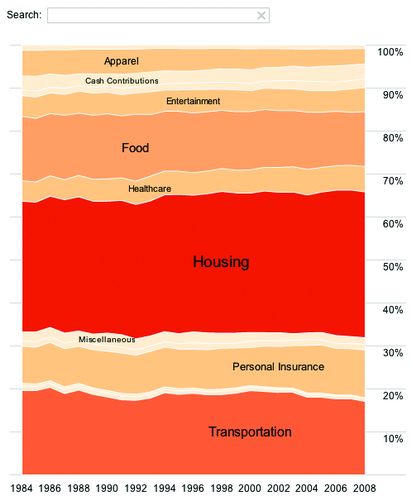 Search:
100%
Apparel
Cash Contributions
90%
Entertainment
80%
Food
70%
Healthcare
60%
Housing
50%
40%
Miscellaneous
30%
Personal Insurance
20%
Transportation
10%
1984 1986 1988 1990 1992 1994 1996 1998 2000 2002 2004 2006 2008